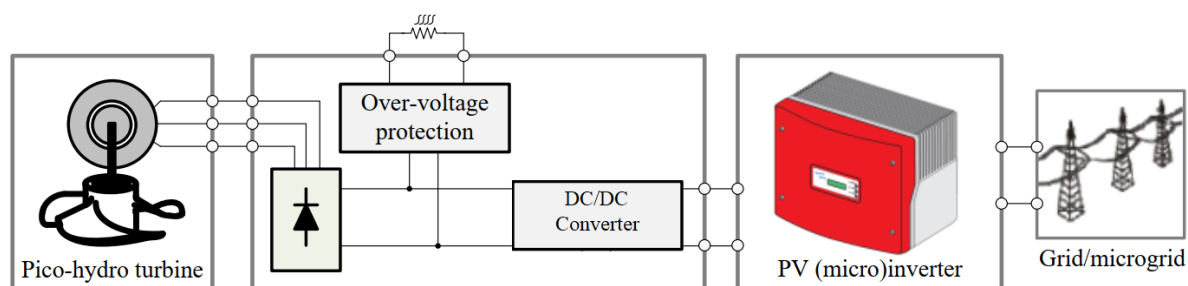 Over-voltage
protection
DC/DC
Converter
Pico-hydro turbine
PV (micro)inverter
Grid/microgrid